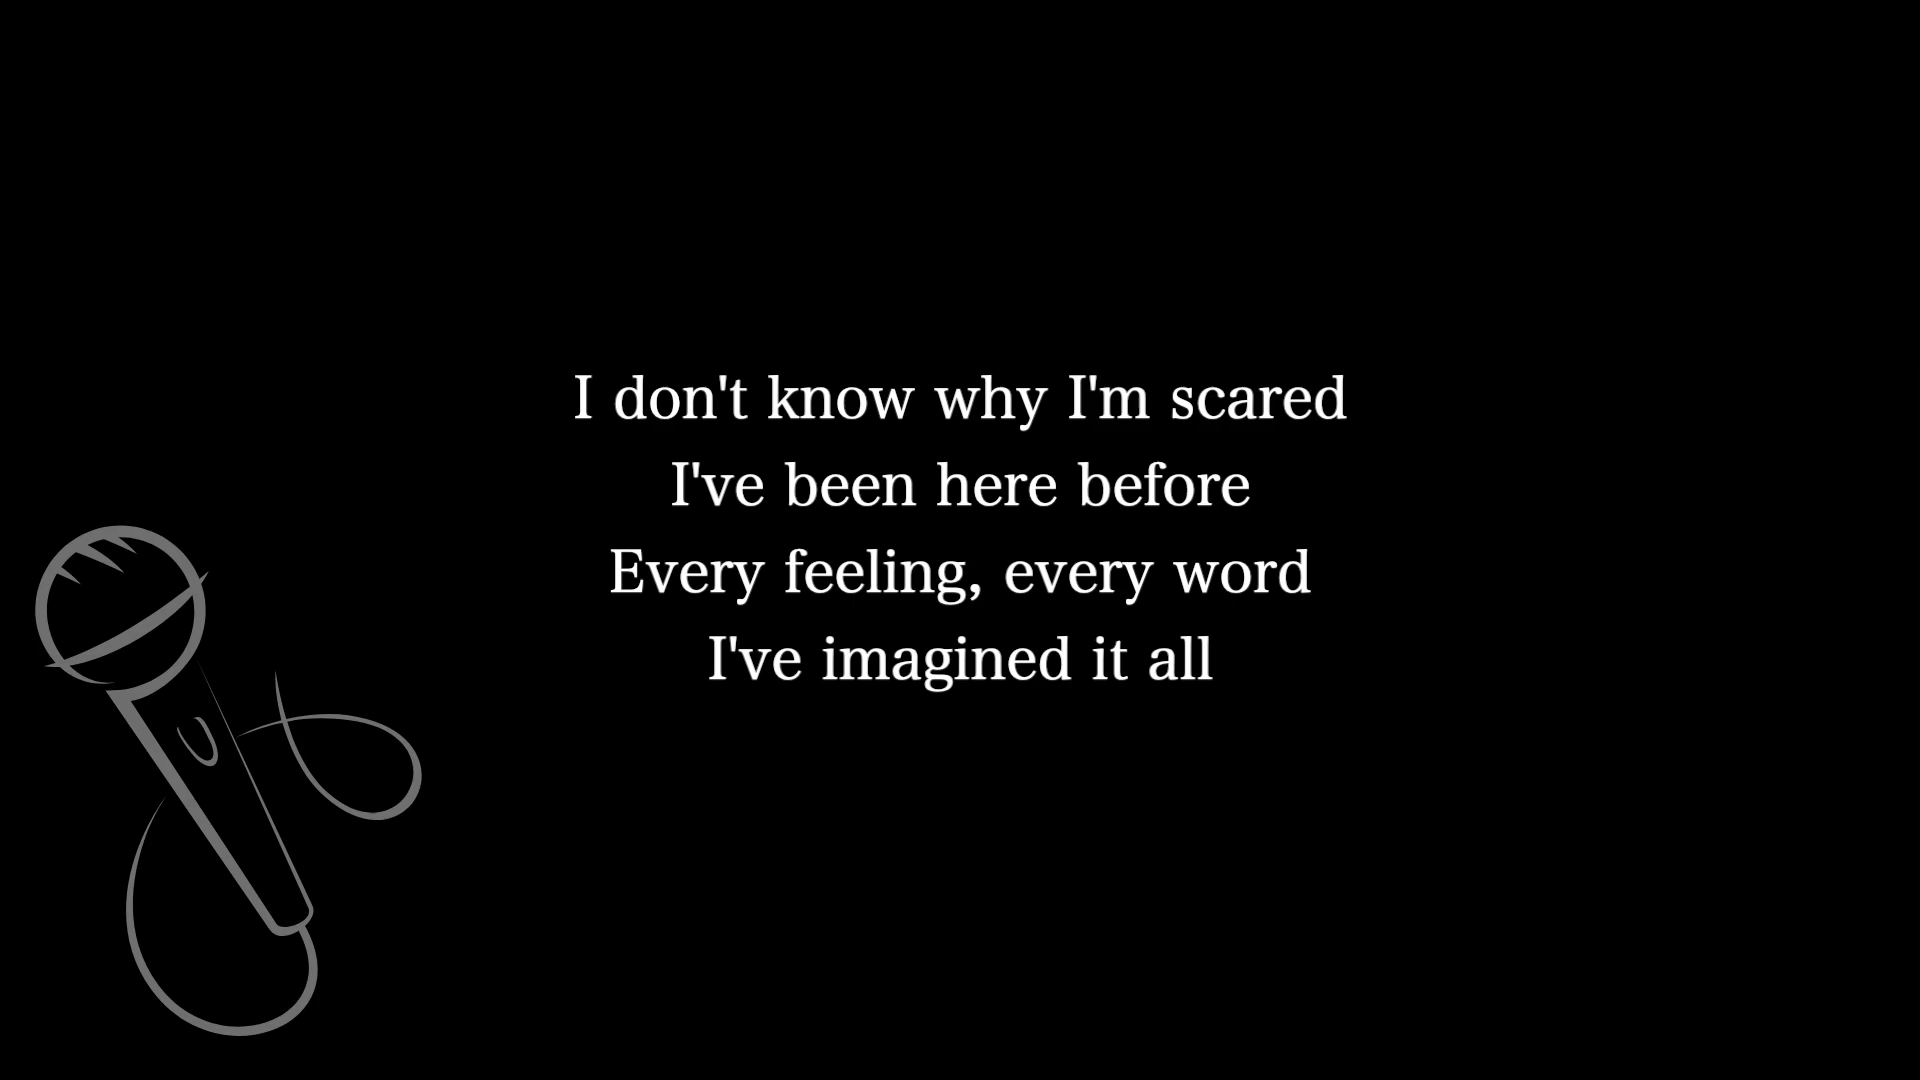 I don't know why I'm scared
I've been here before
Every feeling, every word
I've imagined it all